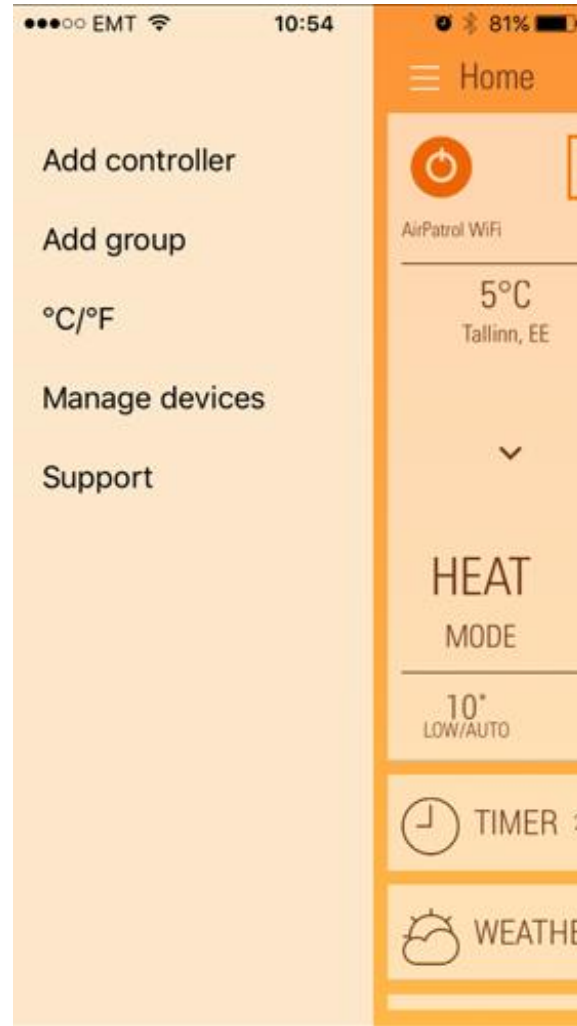 EMT 10:54 81%
Home
Add controller
Add group
°C/°F
Manage devices
Support
AirPatrol WiFi
5°C
Tallinn, EE
HEAT
MODE
10°
LOW/AUTO
TIMER